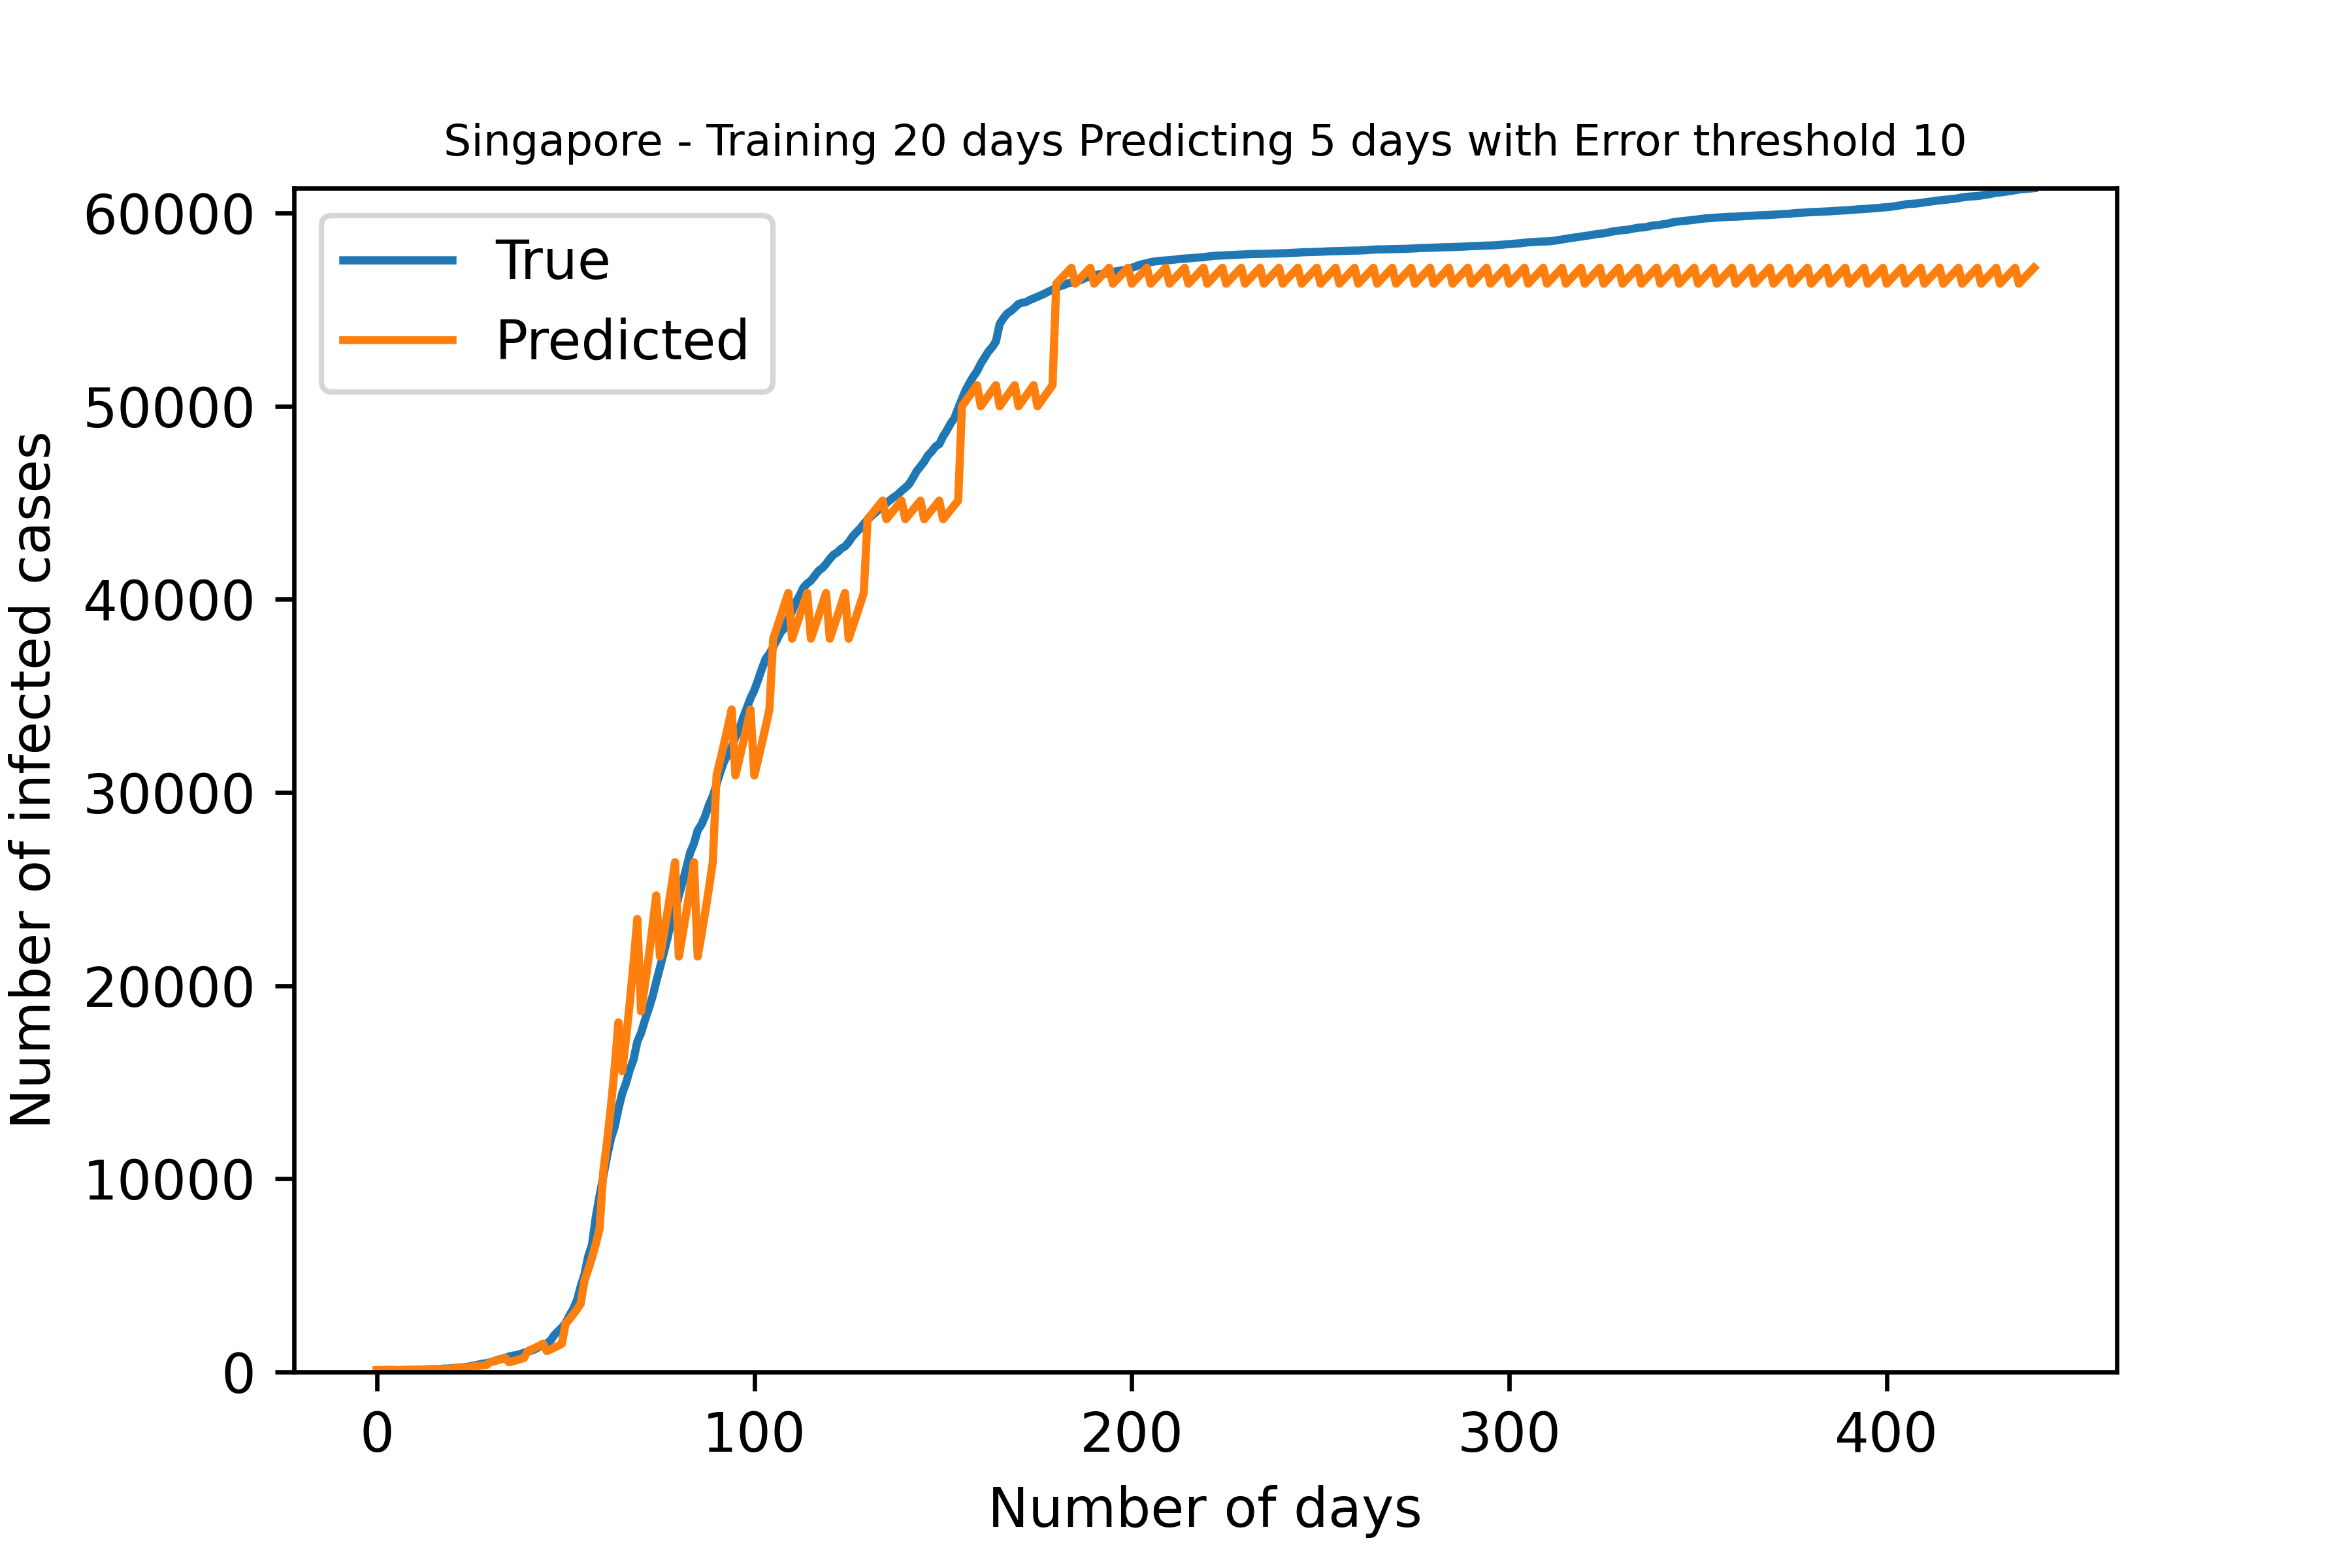 Singapore - Training 20 days Predicting 5 days with Error threshold 10
True
Predicted
60000
50000
40000
30000
20000
10000
0
Number of infected cases
0 100 200 300 400
Number of days